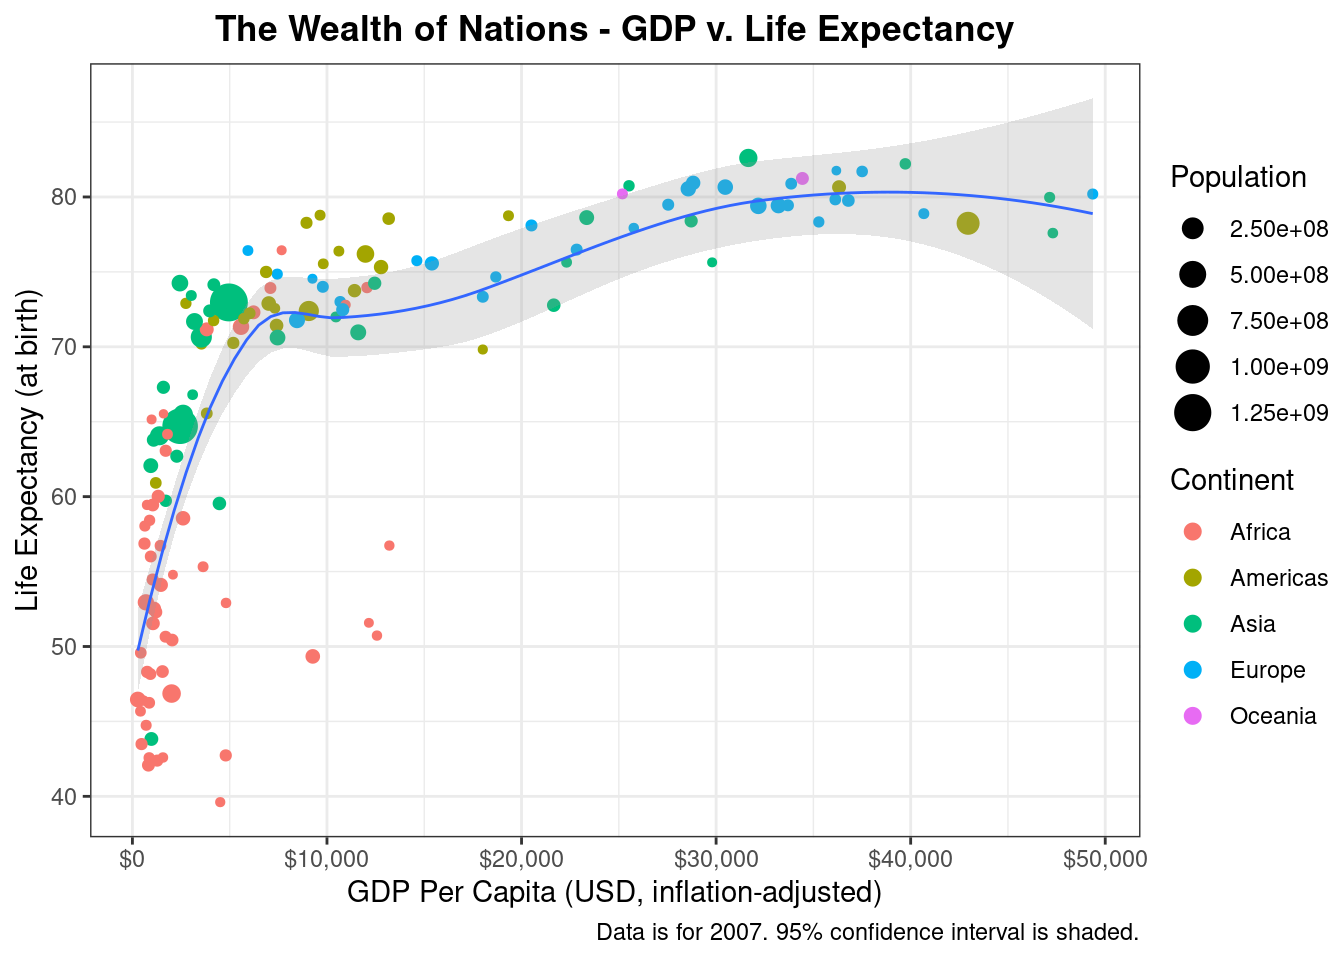 The Wealth of Nations - GDP v. Life Expectancy
Life Expectancy (at birth)
80
70
60
50
40
$0 $10,000 $20,000 $30,000 $40,000 $50,000
GDP Per Capita (USD, inflation-adjusted)
Data is for 2007. 95% confidence interval is shaded.
Population
2.50e+08
5.00e+08
7.50e+08
1.00e+09
1.25e+09
Continent
Africa
Americas
Asia
Europe
Oceania